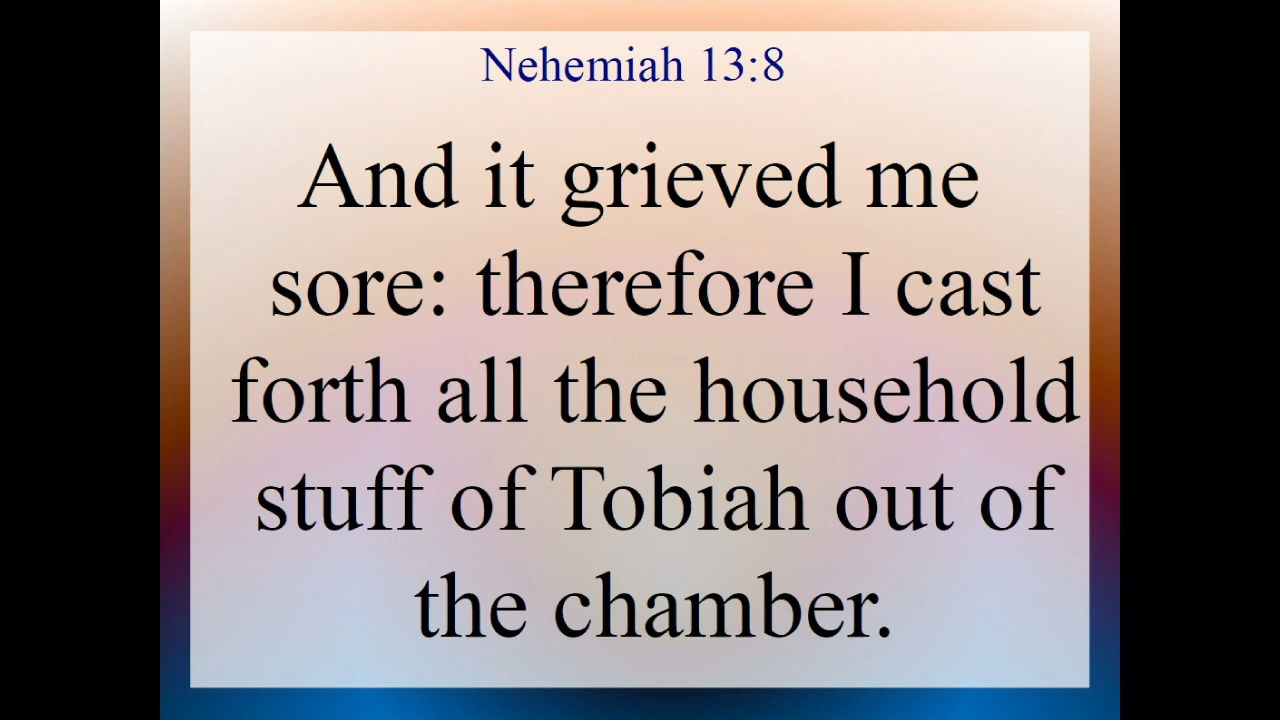 Nehemiah 13:8
And it grieved me
sore: therefore I cast
forth all the household
stuff of Tobiah out of
the chamber.